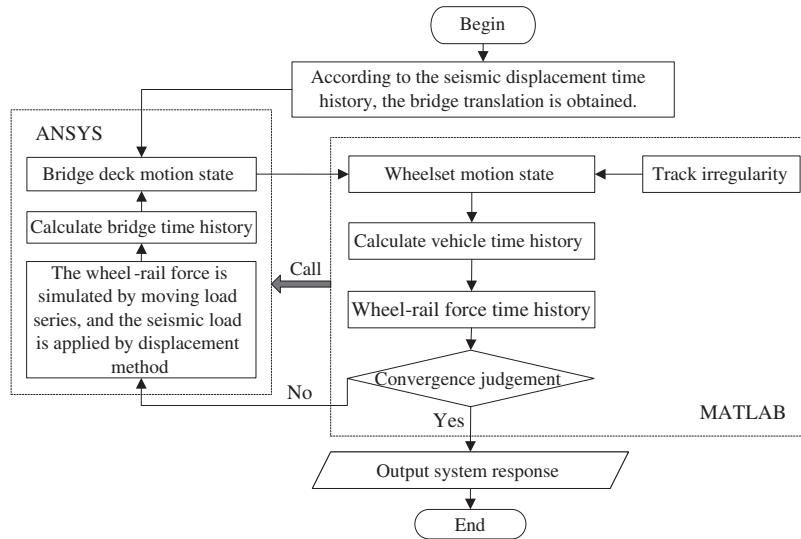 Begin
According to the seismic displacement time
history, the bridge translation is obtained.
ANSYS
Bridge deck motion state
Wheelset motion state
Track irregularity
Calculate bridge time history
Calculate vehicle time history
The wheel-rail force is
simulated by moving load
series, and the seismic load
is applied by displacement
method
Call
Wheel-rail force time history
Convergence judgement
No
Yes
MATLAB
Output system response
End